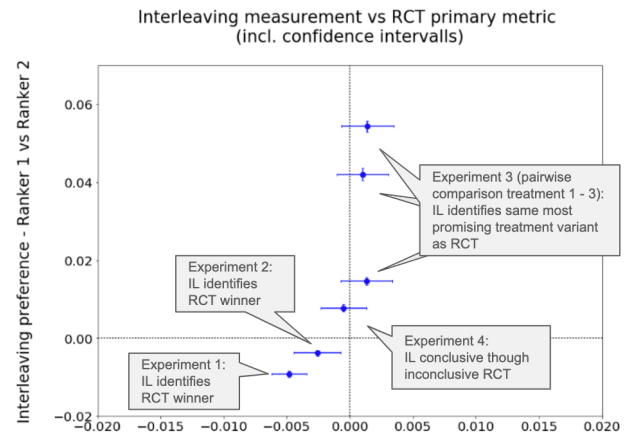 Interleaving measurement vs RCT primary metric
(incl. confidence intervalls)
Interleaving preference - Ranker 1 vs Ranker 2
0.06
0.04
0.02
0.00
−0.02
Experiment 3 (pairwise
comparison treatment 1 - 3):
IL identifies same most
promising treatment variant
as RCT
Experiment 2:
IL identifies
RCT winner
Experiment 4:
IL conclusive though
inconclusive RCT
Experiment 1:
IL identifies
RCT winner
−0.020 −0.015 −0.010 −0.005 0.000 0.005 0.010 0.015 0.020